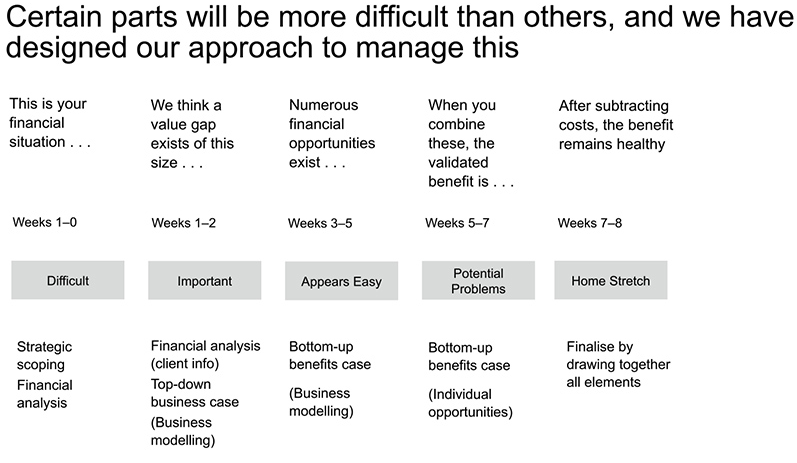 Certain parts will be more difficult than others, and we have
designed our approach to manage this
This is your
financial
situation . . .
We think a
value gap
exists of this
size . . .
Numerous
financial
opportunities
exist . . .
When you
combine
these, the
validated
benefit is . . .
After subtracting
costs, the benefit
remains healthy
Weeks 1–0
Weeks 1–2
Weeks 3–5
Weeks 5–7
Weeks 7–8
Difficult
Important
Appears Easy
Potential
Problems
Home Stretch
Strategic
scoping
Financial
analysis
Financial analysis
(client info)
Top-down
business case
(Business
modelling)
Bottom-up
benefits case
(Business
modelling)
Bottom-up
benefits case
(Individual
opportunities)
Finalise by
drawing together
all elements